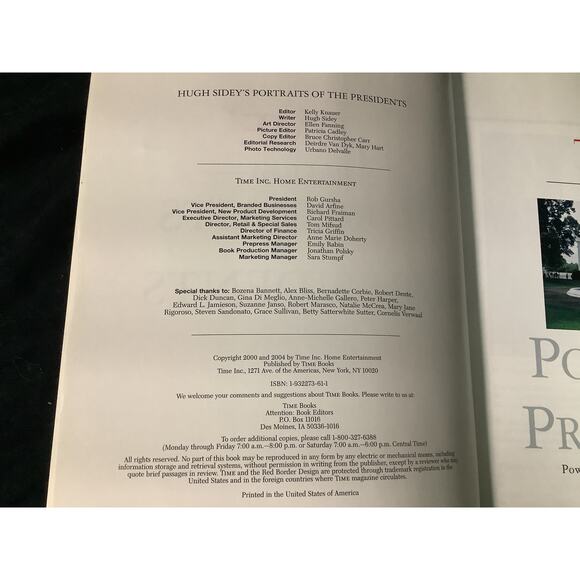 HUGH SIDEY'S PORTRAITS OF THE PRESIDENTS
Editor Kelly Knauer
Writer Hugh Sidey
Art Director Ellen Fanning
Picture Editor Patricia Cadley
Copy Editor Bruce Christopher Carr
Editorial Research Deirdre Van Dyk, Mary Hart
Photo Technology Urbano Delvalle
TIME INC. HOME ENTERTAINMENT
President Rob Gursha
Vice President, Branded Businesses David Arfine
Vice President, New Product Development Richard Fraiman
Executive Director, Marketing Services Carol Pittard
Director, Retail & Special Sales Tom Mifsud
Director of Finance Tricia Griffin
Assistant Marketing Director Anne Marie Doherty
Prepress Manager Emily Rabin
Book Production Manager Jonathan Polsky
Marketing Manager Sara Stumpf
Special thanks to: Bozena Bannett, Alex Bliss, Bernadette Corbie, Robert Dente,
Dick Duncan, Gina Di Meglio, Anne-Michelle Gallero, Peter Harper,
Edward L. Jamieson, Suzanne Janso, Robert Marasco, Natalie McCrea, Mary Jane
Rigoroso, Steven Sandonato, Grace Sullivan, Betty Satterwhite Sutter, Cornelis Verwaal
Copyright 2000 and 2004 by Time Inc. Home Entertainment
Published by TIME Books
Time Inc., 1271 Ave. of the Americas, New York, NY 10020
ISBN: 1-932273-61-1
We welcome your comments and suggestions about TIME Books. Please write to us at:
TIME Books
Attention: Book Editors
P.O. Box 11016
Des Moines, IA 50336-1016
To order additional copies, please call 1-800-327-6388
(Monday through Friday 7:00 a.m.—8:00 p.m. or Saturday 7:00 a.m.—6:00 p.m. Central Time)
All rights reserved. No part of this book may be reproduced in any form by any electric or mechanical means, including
information storage and retrieval systems, without permission in writing from the publisher, except by a reviewer who may
quote brief passages in review. TIME and the Red Border Design are protected through trademark registration in the
United States and in the foreign countries where TIME magazine circulates.
Printed in the United States of America
PO
PR
Pow